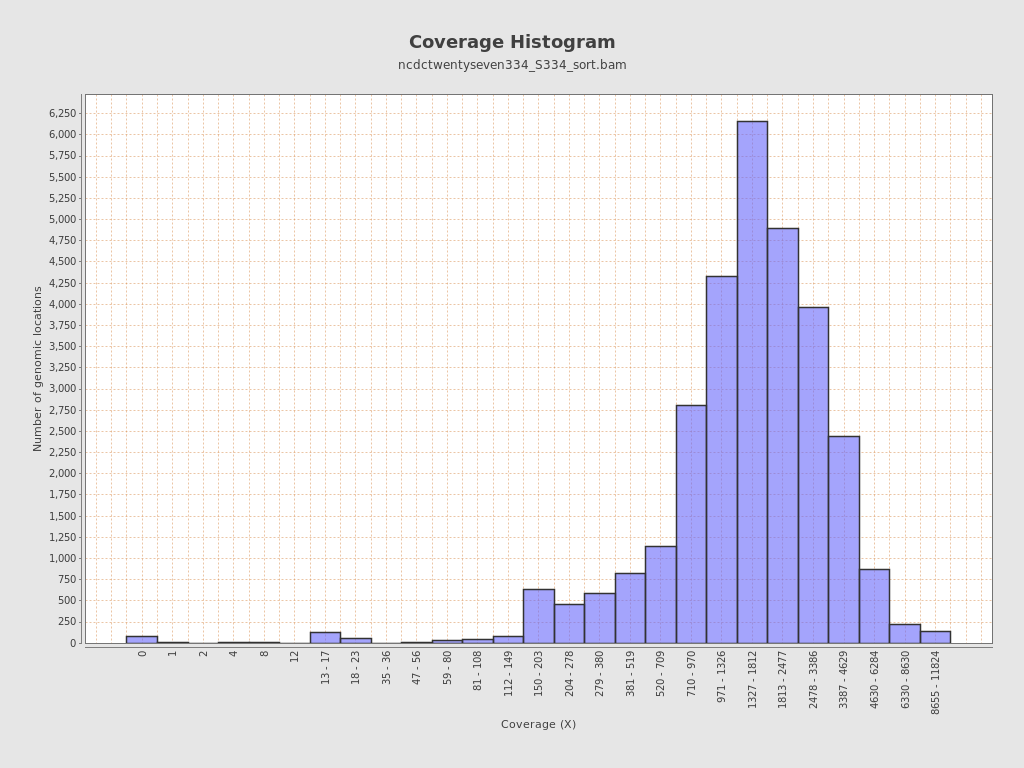 Coverage Histogram
ncdctwentyseven334_S334_sort.bam
Number of genomic locations
6,250
6,000
5,750
5,500
5,250
5,000
4,750
4,500
4,250
4,000
3,750
3,500
3,250
3,000
2,750
2,500
2,250
2,000
1,750
1,500
1,250
1,000
750
500
250
0
0
1
2
4
8
12
13 - 17
18 - 23
35 - 36
47 - 56
59 - 80
81 - 108
112 - 149
150 - 203
204 - 278
279 - 380
381 - 519
520 - 709
710 - 970
971 - 1326
1327 - 1812
1813 - 2477
2478 - 3386
3387 - 4629
4630 - 6284
6330 - 8630
8655 - 11824
Coverage (X)